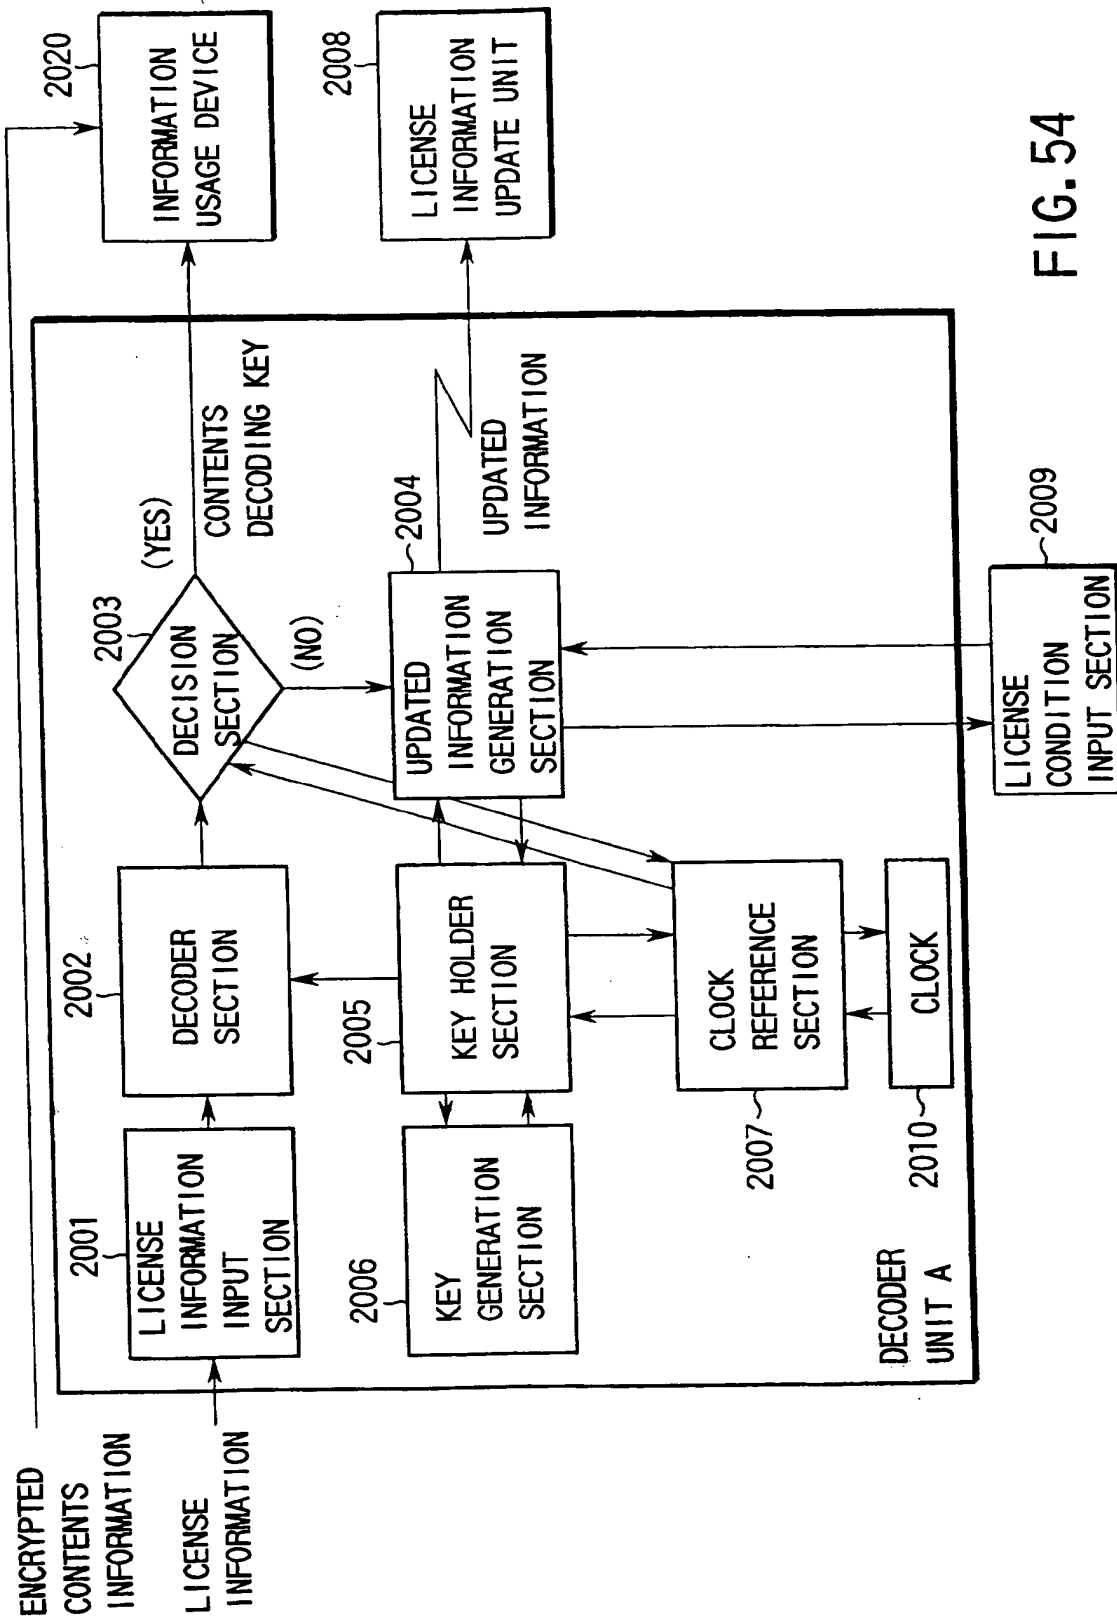 ENCRYPTED
CONTENTS
INFORMATION
LICENSE
INFORMATION
2001
LICENSE
INFORMATION
INPUT
SECTION
2002
DECODER
SECTION
2003
DECISION
SECTION
(YES)
(NO)
CONTENTS
DECODING KEY
2020
INFORMATION
USAGE DEVICE
2006
KEY
GENERATION
SECTION
2005
KEY HOLDER
SECTION
2004
UPDATED
INFORMATION
GENERATION
SECTION
UPDATED
INFORMATION
2008
LICENSE
INFORMATION
UPDATE UNIT
2007
CLOCK
REFERENCE
SECTION
2010
CLOCK
DECODER
UNIT A
2009
LICENSE
CONDITION
INPUT SECTION
FIG. 54